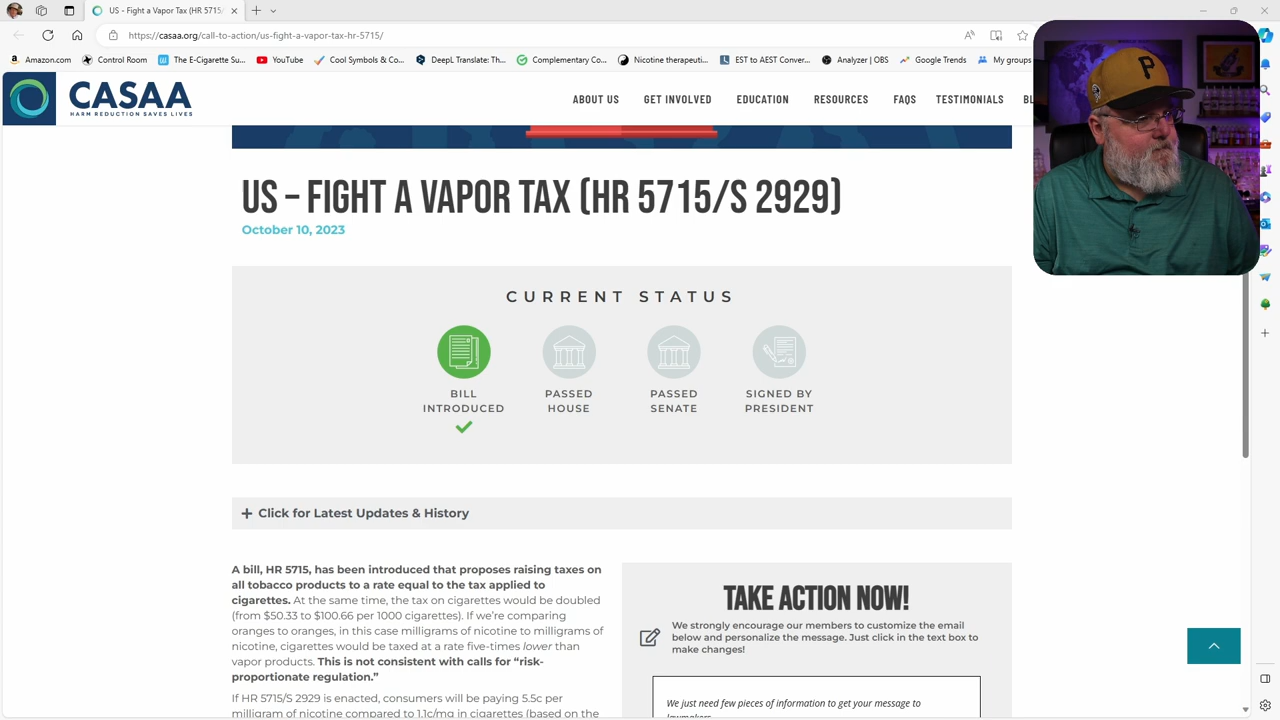 US - Fight a Vapor Tax (HR 5715/
https://casaa.org/call-to-action/us-fight-a-vapor-tax-hr-5715/
Amazon.com
Control Room
The E-Cigarette Su...
YouTube
Cool Symbols & Co...
DeepL Translate: Th...
Complementary Co...
Nicotine therapeuti...
EST to AEST Conver...
Analyzer | OBS
Google Trends
My groups
CASAA
HARM REDUCTION SAVES LIVES
ABOUT US
GET INVOLVED
EDUCATION
RESOURCES
FAQS
TESTIMONIALS
BL
P
US – FIGHT A VAPOR TAX (HR 5715/S 2929)
October 10, 2023
CURRENT STATUS
BILL
INTRODUCED
PASSED
HOUSE
PASSED
SENATE
SIGNED BY
PRESIDENT
+ Click for Latest Updates & History
A bill, HR 5715, has been introduced that proposes raising taxes on
all tobacco products to a rate equal to the tax applied to
cigarettes. At the same time, the tax on cigarettes would be doubled
(from $50.33 to $100.66 per 1000 cigarettes). If we're comparing
oranges to oranges, in this case milligrams of nicotine to milligrams of
nicotine, cigarettes would be taxed at a rate five-times lower than
vapor products. This is not consistent with calls for "risk-
proportionate regulation."
If HR 5715/S 2929 is enacted, consumers will be paying 5.5c per
milligram of nicotine compared to 1.1c/mg in cigarettes (based on the
TAKE ACTION NOW!
We strongly encourage our members to customize the email
below and personalize the message. Just click in the text box to
make changes!
We just need few pieces of information to get your message to
lawmakers